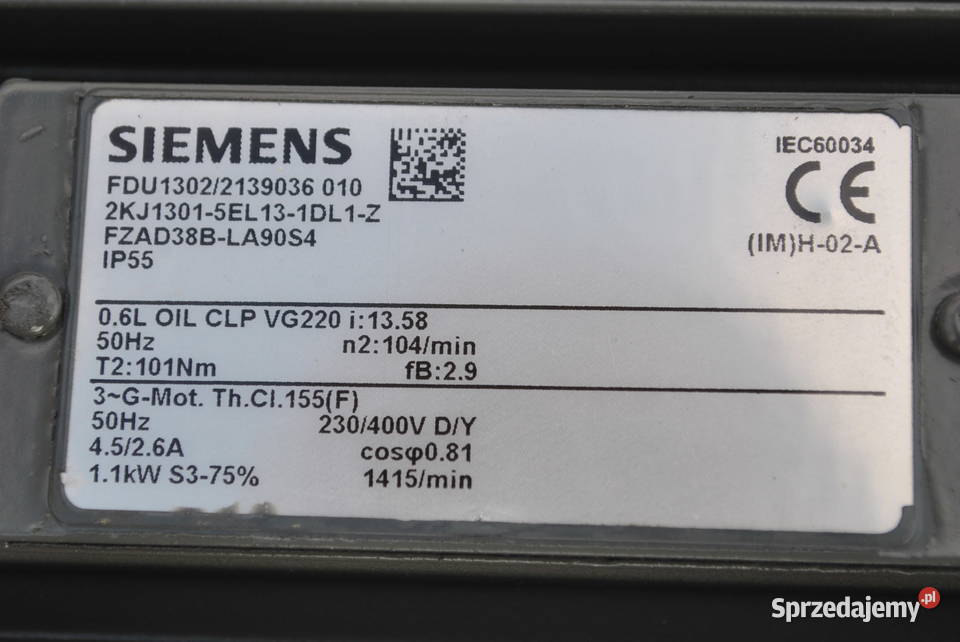 SIEMENS
FDU1302/2139036 010
2KJ1301-5EL13-1DL1-Z
FZAD38B-LA90S4
IP55
IEC60034
CE
(IM)H-02-A
0.6L OIL CLP VG220 i:13.58
50Hz n2:104/min
T2:101Nm fB:2.9
3~G-Mot. Th.Cl.155(F)
50Hz 230/400V D/Y
4.5/2.6A cosφ0.81
1.1kW S3-75% 1415/min
Sprzedajemy.pl